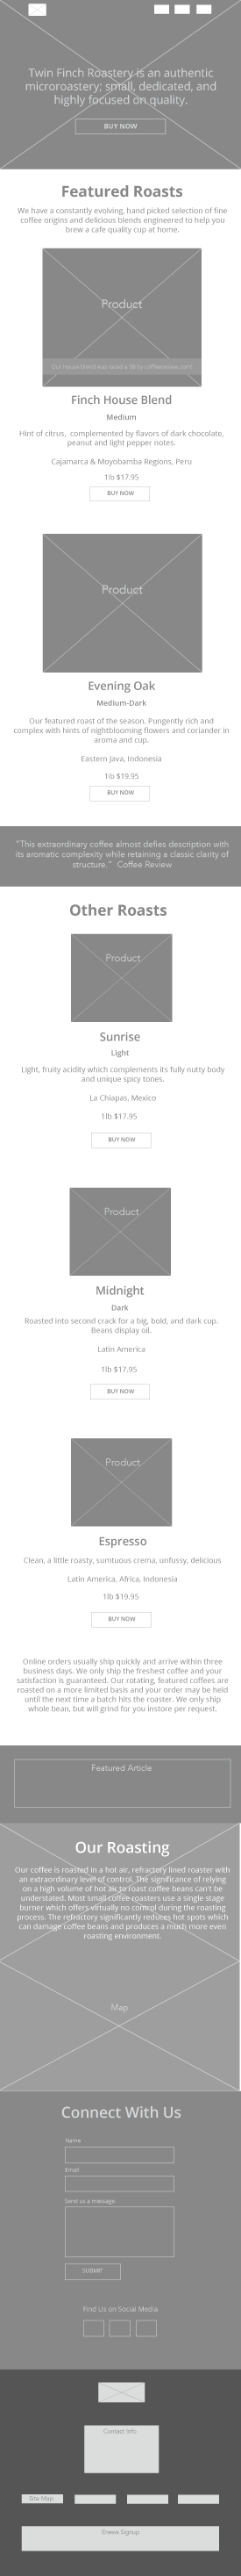 Twin Finch Roastery is an authentic
microroastery; small, dedicated, and
highly focused on quality.
BUY NOW
Featured Roasts
We have a constantly evolving, hand picked selection of fine
coffee origins and delicious blends engineered to help you
brew a cafe quality cup at home.
Product
Our house blend was rated a 90 by coffeereview.com!
Finch House Blend
Medium
Hint of citrus, complemented by flavors of dark chocolate,
peanut and light pepper notes.
Cajamarca & Moyobamba Regions, Peru
1lb $17.95
BUY NOW
Product
Evening Oak
Medium-Dark
Our featured roast of the season. Pungently rich and
complex with hints of nightblooming flowers and coriander in
aroma and cup.
Eastern Java, Indonesia
1lb $19.95
BUY NOW
"This extraordinary coffee almost defies description with
its aromatic complexity while retaining a classic clarity of
structure." Coffee Review
Other Roasts
Product
Sunrise
Light
Light, fruity acidity which complements its fully nutty body
and unique spicy tones.
La Chiapas, Mexico
1lb $17.95
BUY NOW
Product
Midnight
Dark
Roasted into second crack for a big, bold, and dark cup.
Beans display oil.
Latin America
1lb $17.95
BUY NOW
Product
Espresso
Clean, a little roasty, sumtuous crema, unfussy, delicious
Latin America, Africa, Indonesia
1lb $19.95
BUY NOW
Online orders usually ship quickly and arrive within three
business days. We only ship the freshest coffee and your
satisfaction is guaranteed. Our rotating, featured coffees are
roasted on a more limited basis and your order may be held
until the next time a batch hits the roaster. We only ship
whole bean, but will grind for you instore per request.
Featured Article
Our Roasting
Our coffee is roasted in a hot air, refractory lined roaster with
an extraordinary level of control. The significance of relying
on a high volume of hot air to roast coffee beans can't be
understated. Most small coffee roasters use a single stage
burner which offers virtually no control during the roasting
process. The refractory significantly reduces hot spots which
can damage coffee beans and produces a much more even
roasting environment.
Map
Connect With Us
Name
Email
Send us a message
SUBMIT
Find Us on Social Media
Contact Info
Site Map
Enews Signup